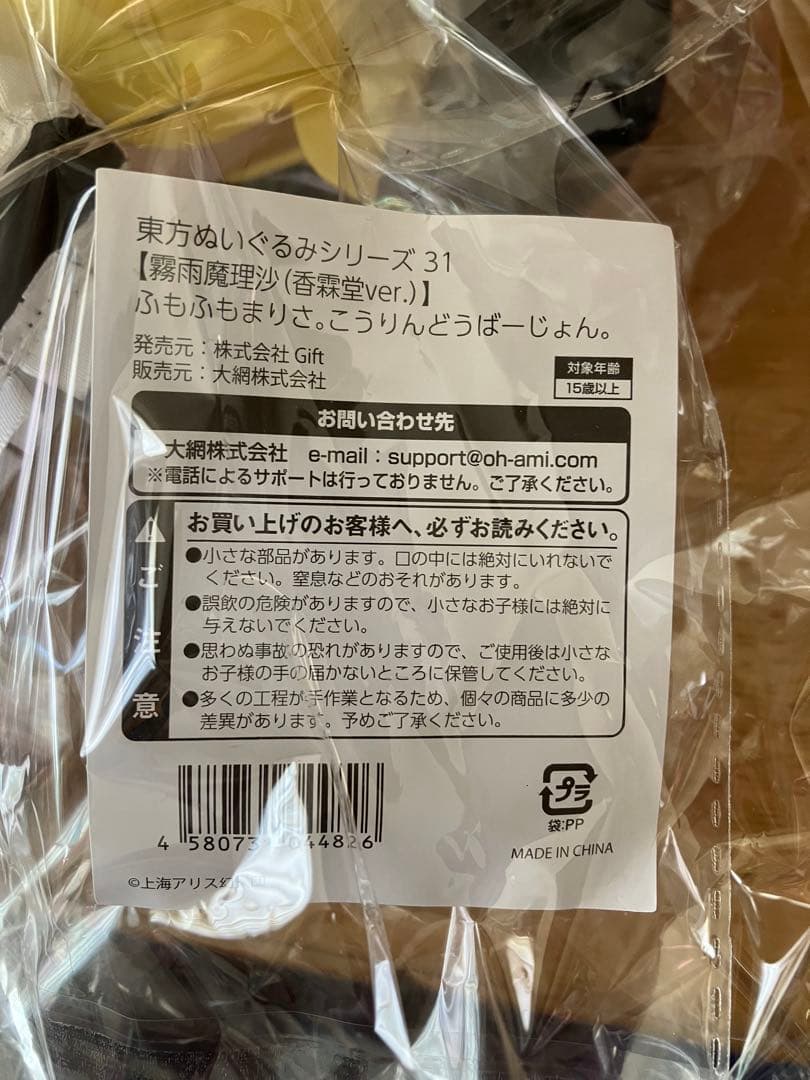 東方ぬいぐるみシリーズ 31
【霧雨魔理沙(香霖堂ver.)】
ふもふもまりさ。こうりんどうばーじょん。
発売元：株式会社 Gift
販売元：大網株式会社
対象年齢
15歳以上
お問い合わせ先
大網株式会社 e-mail：support@oh-ami.com
※電話によるサポートは行っておりません。ご了承ください。
ご注意
お買い上げのお客様へ、必ずお読みください。
●小さな部品があります。口の中には絶対にいれないで
ください。窒息などのおそれがあります。
●誤飲の危険がありますので、小さなお子様には絶対に
与えないでください。
●思わぬ事故の恐れがありますので、ご使用後は小さな
お子様の手の届かないところに保管してください。
●多くの工程が手作業となるため、個々の商品に多少の
差異があります。予めご了承ください。
プラ
袋:PP
MADE IN CHINA
©上海アリス幻